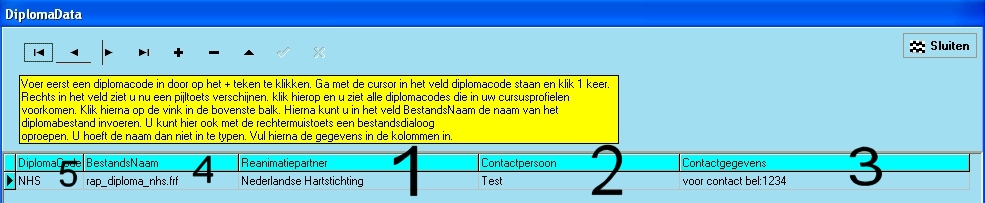 DiplomaData
Sluiten
Voer eerst een diplomacode in door op het + teken te klikken. Ga met de cursor in het veld diplomacode staan en klik 1 keer.
Rechts in het veld ziet u nu een pijltoets verschijnen. klik hierop en u ziet alle diplomacodes die in uw cursusprofielen
voorkomen. Klik hierna op de vink in de bovenste balk. Hierna kunt u in het veld BestandsNaam de naam van het
diplomabestand invoeren. U kunt hier ook met de rechtermuistoets een bestandsdialoog
oproepen. U hoeft de naam dan niet in te typen. Vul hierna de gegevens in de kolommen in.
DiplomaCode BestandsNaam Reanimatiepartner Contactpersoon Contactgegevens
5 4 1 2 3
NHS rap_diploma_nhs.frf Nederlandse Hartstichting Test voor contact bel:1234